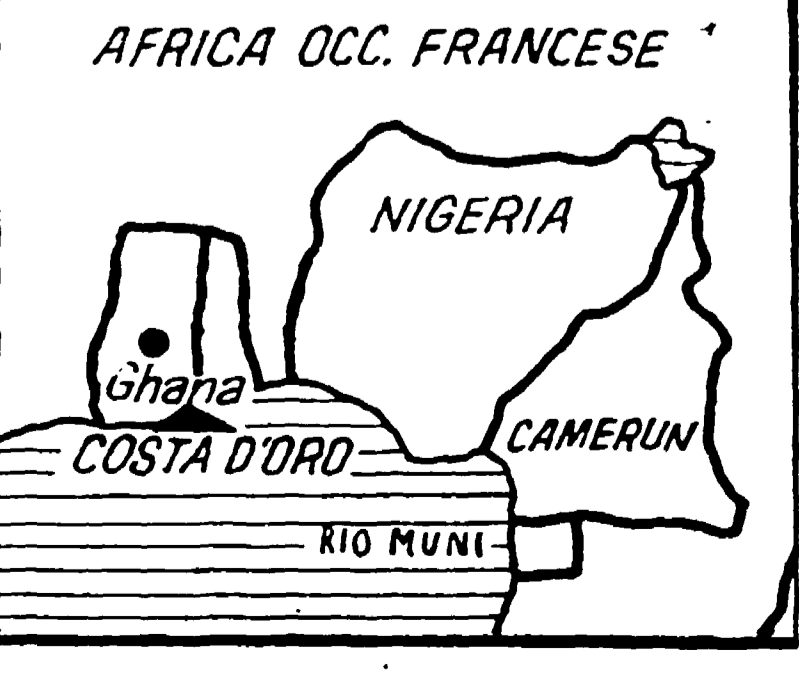 AFRICA OCC. FRANCESE
NIGERIA
Ghana
COSTA D'ORO
CAMERUN
RIO MUNI